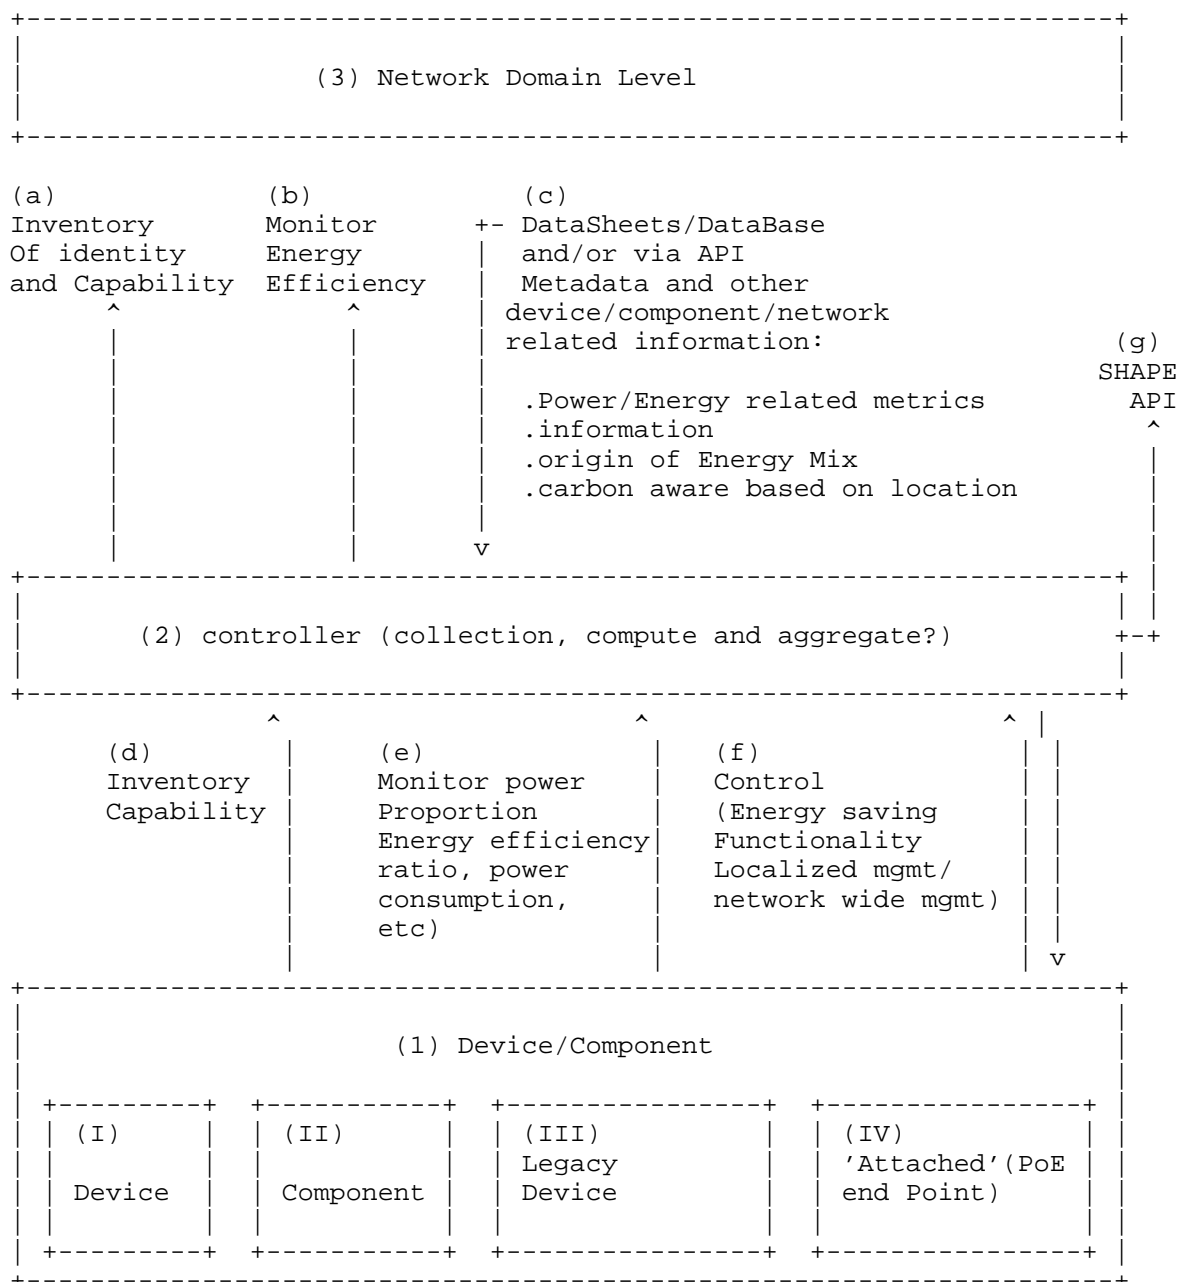 (3) Network Domain Level
(a) (b) (c)
Inventory Monitor +- DataSheets/DataBase
Of identity Energy | and/or via API
and Capability Efficiency | Metadata and other
device/component/network
related information: (g)
SHAPE
.Power/Energy related metrics API
.information
.origin of Energy Mix
.carbon aware based on location
(2) controller (collection, compute and aggregate?)
(d) (e) (f)
Inventory Monitor power Control
Capability Proportion (Energy saving
Energy efficiency Functionality
ratio, power Localized mgmt/
consumption, network wide mgmt)
etc)
v
(1) Device/Component
(I) (II) (III) (IV)
Legacy 'Attached'(PoE
Device Component Device end Point)